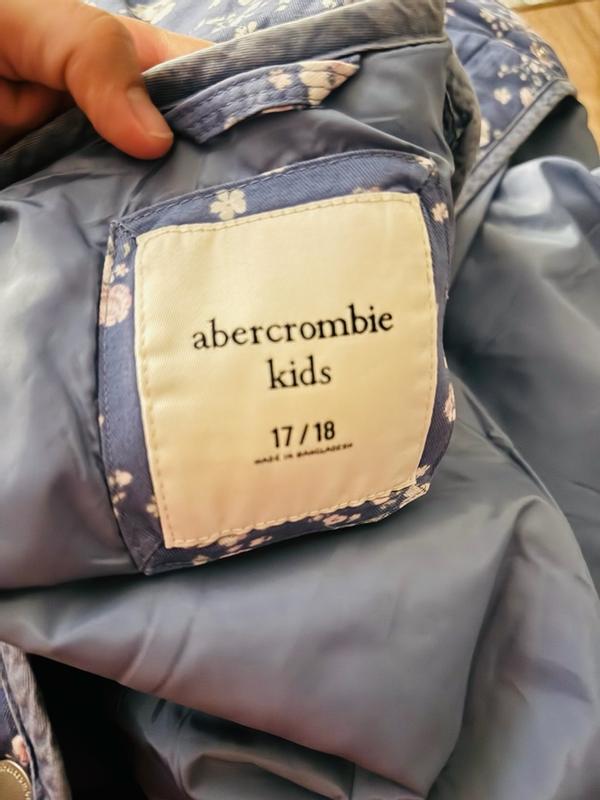 abercrombie
kids
17 / 18
MADE IN BANGLADESH